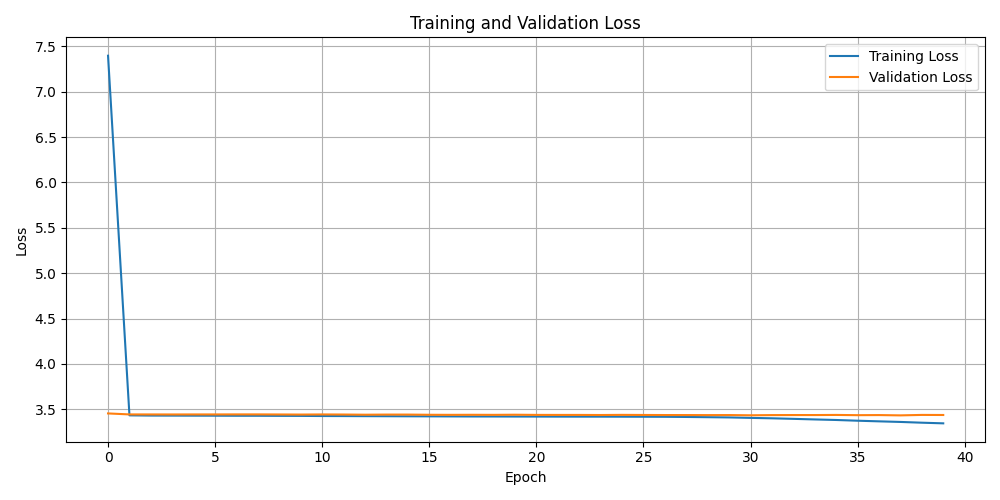 Training and Validation Loss
Training Loss
Validation Loss
Loss
7.5
7.0
6.5
6.0
5.5
5.0
4.5
4.0
3.5
0 5 10 15 20 25 30 35 40
Epoch